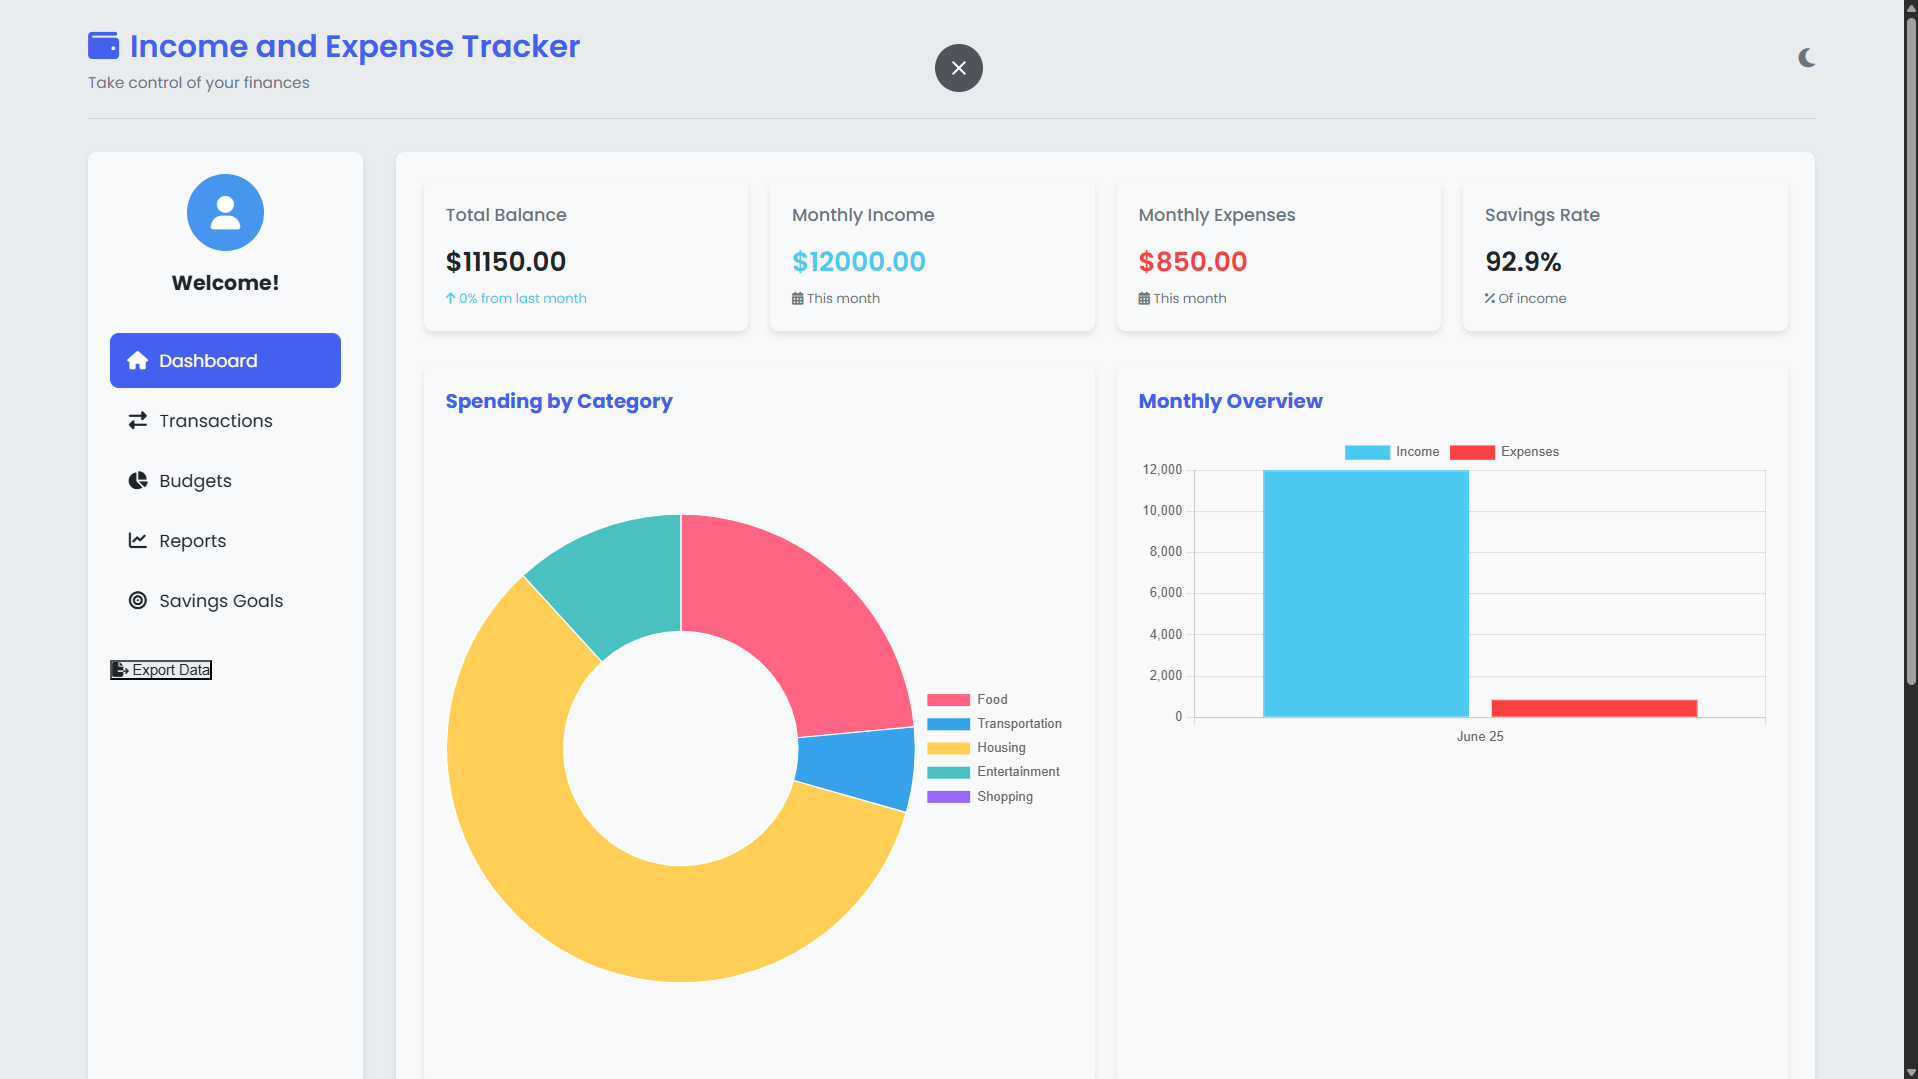 Income and Expense Tracker
Take control of your finances
Welcome!
Dashboard
Transactions
Budgets
Reports
Savings Goals
Export Data
Total Balance
$11150.00
0% from last month
Monthly Income
$12000.00
This month
Monthly Expenses
$850.00
This month
Savings Rate
92.9%
Of income
Spending by Category
Food
Transportation
Housing
Entertainment
Shopping
Monthly Overview
Income Expenses
12,000
10,000
8,000
6,000
4,000
2,000
0
June 25